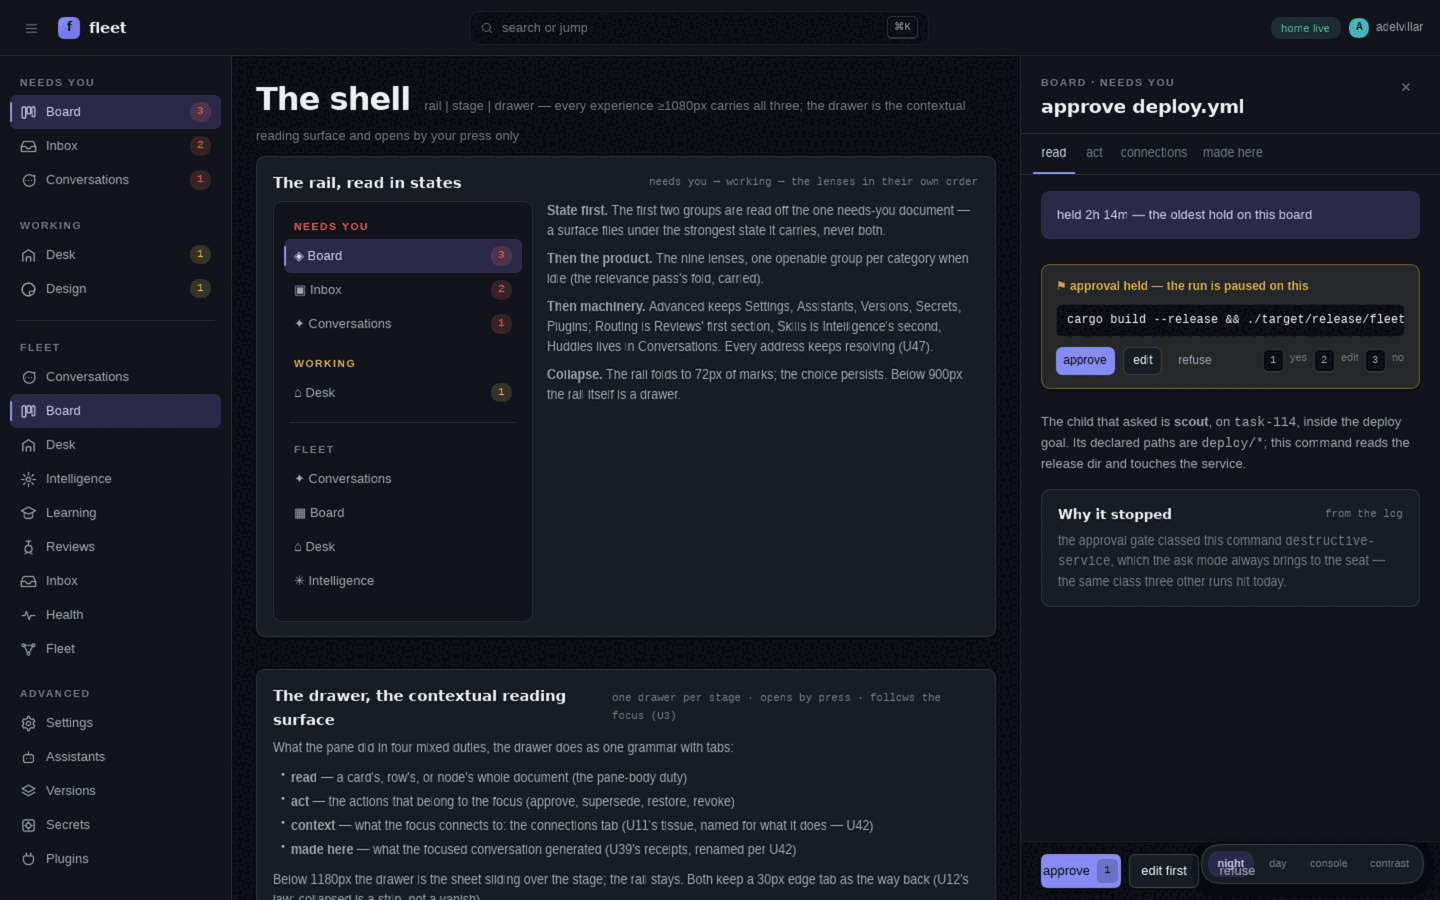 f fleet
search or jump
⌘K
home live
A adelvillar
NEEDS YOU
Board 3
Inbox 2
Conversations 1
WORKING
Desk 1
Design 1
FLEET
Conversations
Board
Desk
Intelligence
Learning
Reviews
Inbox
Health
Fleet
ADVANCED
Settings
Assistants
Versions
Secrets
Plugins
The shell rail | stage | drawer — every experience ≥1080px carries all three; the drawer is the contextual
reading surface and opens by your press only
The rail, read in states
needs you → working → the lenses in their own order
NEEDS YOU
◈ Board 3
▣ Inbox 2
✦ Conversations 1
WORKING
⌂ Desk 1
FLEET
✦ Conversations
▦ Board
⌂ Desk
✳ Intelligence
State first. The first two groups are read off the one needs-you document —
a surface files under the strongest state it carries, never both.
Then the product. The nine lenses, one openable group per category when
idle (the relevance pass's fold, carried).
Then machinery. Advanced keeps Settings, Assistants, Versions, Secrets,
Plugins; Routing is Reviews' first section, Skills is Intelligence's second,
Huddles lives in Conversations. Every address keeps resolving (U47).
Collapse. The rail folds to 72px of marks; the choice persists. Below 900px
the rail itself is a drawer.
The drawer, the contextual reading
surface
one drawer per stage · opens by press · follows the
focus (U3)
What the pane did in four mixed duties, the drawer does as one grammar with tabs:
• read — a card's, row's, or node's whole document (the pane-body duty)
• act — the actions that belong to the focus (approve, supersede, restore, revoke)
• context — what the focus connects to: the connections tab (U11's tissue, named for what it does — U42)
• made here — what the focused conversation generated (U39's receipts, renamed per U42)
Below 1180px the drawer is the sheet sliding over the stage; the rail stays. Both keep a 30px edge tab as the way back (U12's
law: collapsed is a strip, not a vanish).
BOARD · NEEDS YOU
approve deploy.yml
×
read act connections made here
held 2h 14m — the oldest hold on this board
⚑ approval held — the run is paused on this
cargo build --release && ./target/release/fleet
approve edit refuse 1 yes 2 edit 3 no
The child that asked is scout, on task-114, inside the deploy
goal. Its declared paths are deploy/*; this command reads the
release dir and touches the service.
Why it stopped
from the log
the approval gate classed this command destructive-
service, which the ask mode always brings to the seat —
the same class three other runs hit today.
approve 1 edit first refuse
night day console contrast